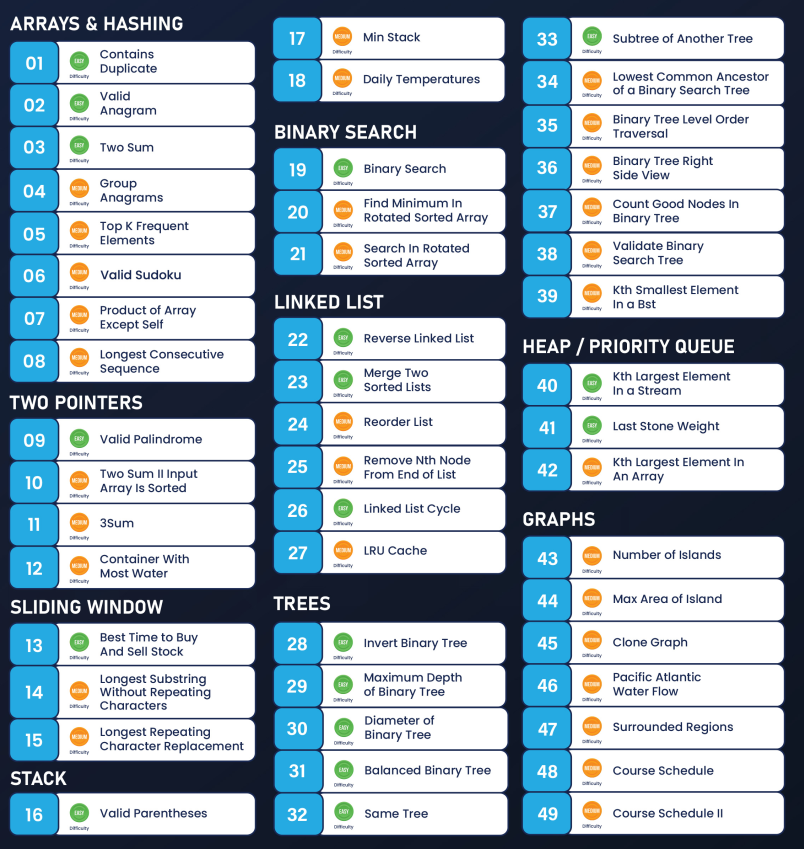 ARRAYS & HASHING
01
EASY
Difficulty
Contains
Duplicate
02
EASY
Difficulty
Valid
Anagram
03
EASY
Difficulty
Two Sum
04
MEDIUM
Difficulty
Group
Anagrams
05
MEDIUM
Difficulty
Top K Frequent
Elements
06
MEDIUM
Difficulty
Valid Sudoku
07
MEDIUM
Difficulty
Product of Array
Except Self
08
MEDIUM
Difficulty
Longest Consecutive
Sequence
TWO POINTERS
09
EASY
Difficulty
Valid Palindrome
10
MEDIUM
Difficulty
Two Sum II Input
Array Is Sorted
11
MEDIUM
Difficulty
3Sum
12
MEDIUM
Difficulty
Container With
Most Water
SLIDING WINDOW
13
EASY
Difficulty
Best Time to Buy
And Sell Stock
14
MEDIUM
Difficulty
Longest Substring
Without Repeating
Characters
15
MEDIUM
Difficulty
Longest Repeating
Character Replacement
STACK
16
EASY
Difficulty
Valid Parentheses
17
MEDIUM
Difficulty
Min Stack
18
MEDIUM
Difficulty
Daily Temperatures
BINARY SEARCH
19
EASY
Difficulty
Binary Search
20
MEDIUM
Difficulty
Find Minimum In
Rotated Sorted Array
21
MEDIUM
Difficulty
Search In Rotated
Sorted Array
LINKED LIST
22
EASY
Difficulty
Reverse Linked List
23
EASY
Difficulty
Merge Two
Sorted Lists
24
MEDIUM
Difficulty
Reorder List
25
MEDIUM
Difficulty
Remove Nth Node
From End of List
26
EASY
Difficulty
Linked List Cycle
27
MEDIUM
Difficulty
LRU Cache
TREES
28
EASY
Difficulty
Invert Binary Tree
29
EASY
Difficulty
Maximum Depth
of Binary Tree
30
EASY
Difficulty
Diameter of
Binary Tree
31
EASY
Difficulty
Balanced Binary Tree
32
EASY
Difficulty
Same Tree
33
EASY
Difficulty
Subtree of Another Tree
34
MEDIUM
Difficulty
Lowest Common Ancestor
of a Binary Search Tree
35
MEDIUM
Difficulty
Binary Tree Level Order
Traversal
36
MEDIUM
Difficulty
Binary Tree Right
Side View
37
MEDIUM
Difficulty
Count Good Nodes In
Binary Tree
38
MEDIUM
Difficulty
Validate Binary
Search Tree
39
MEDIUM
Difficulty
Kth Smallest Element
In a Bst
HEAP / PRIORITY QUEUE
40
EASY
Difficulty
Kth Largest Element
In a Stream
41
EASY
Difficulty
Last Stone Weight
42
MEDIUM
Difficulty
Kth Largest Element In
An Array
GRAPHS
43
MEDIUM
Difficulty
Number of Islands
44
MEDIUM
Difficulty
Max Area of Island
45
MEDIUM
Difficulty
Clone Graph
46
MEDIUM
Difficulty
Pacific Atlantic
Water Flow
47
MEDIUM
Difficulty
Surrounded Regions
48
MEDIUM
Difficulty
Course Schedule
49
MEDIUM
Difficulty
Course Schedule II